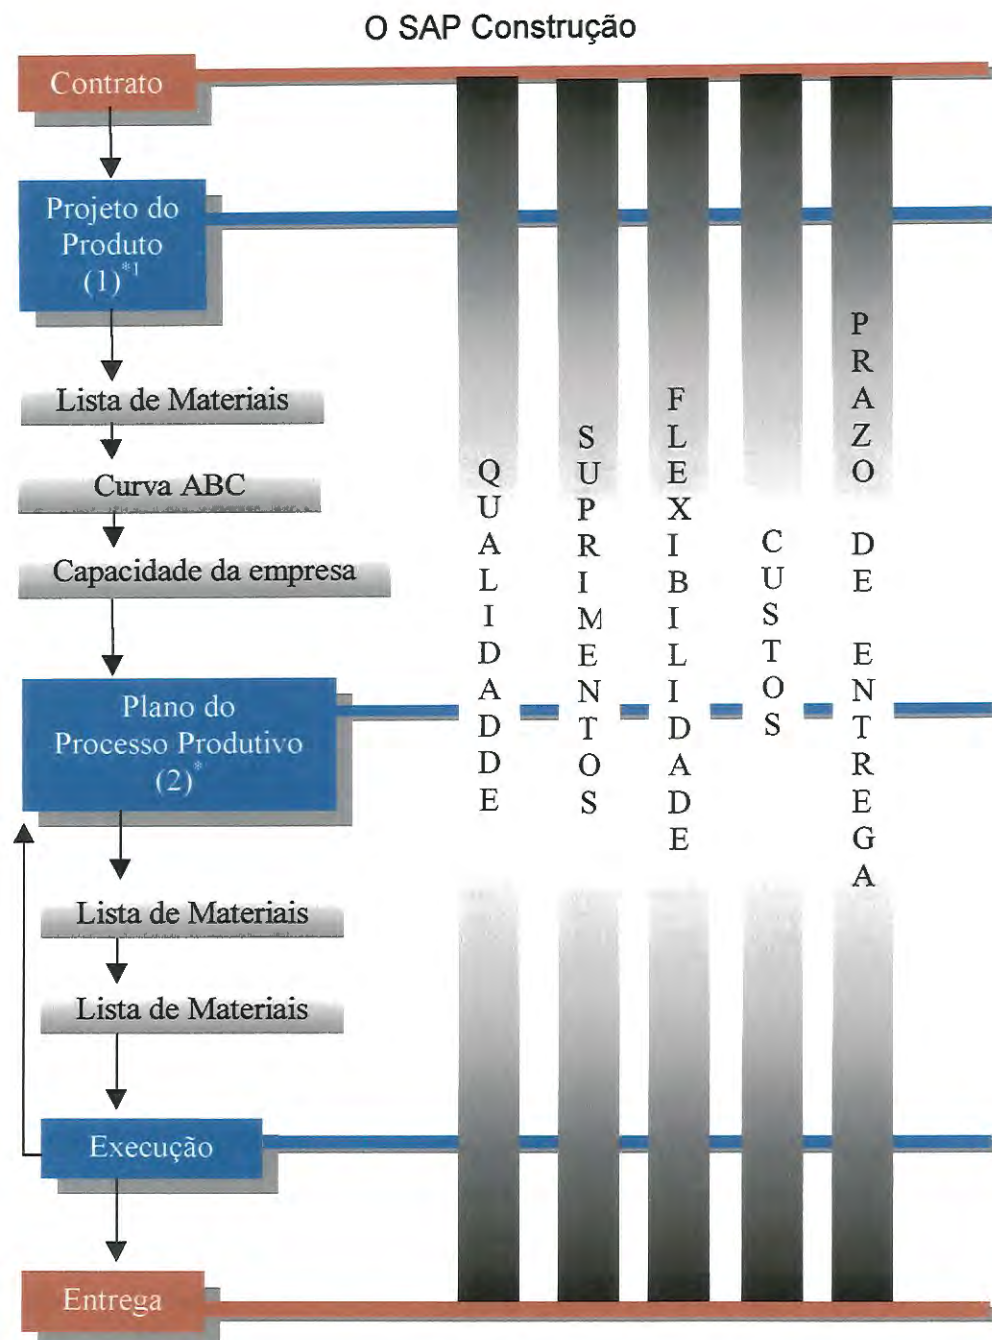 O SAP Construção
Contrato
Projeto do
Produto
(1)*1
Lista de Materiais
Curva ABC
Capacidade da empresa
Plano do
Processo Produtivo
(2)*
Lista de Materiais
Lista de Materiais
Execução
Entrega
QUALIDADDE
SUPRIMENTOS
FLEXIBILIDADE
CUSTOS
PRAZO DE ENTREGA